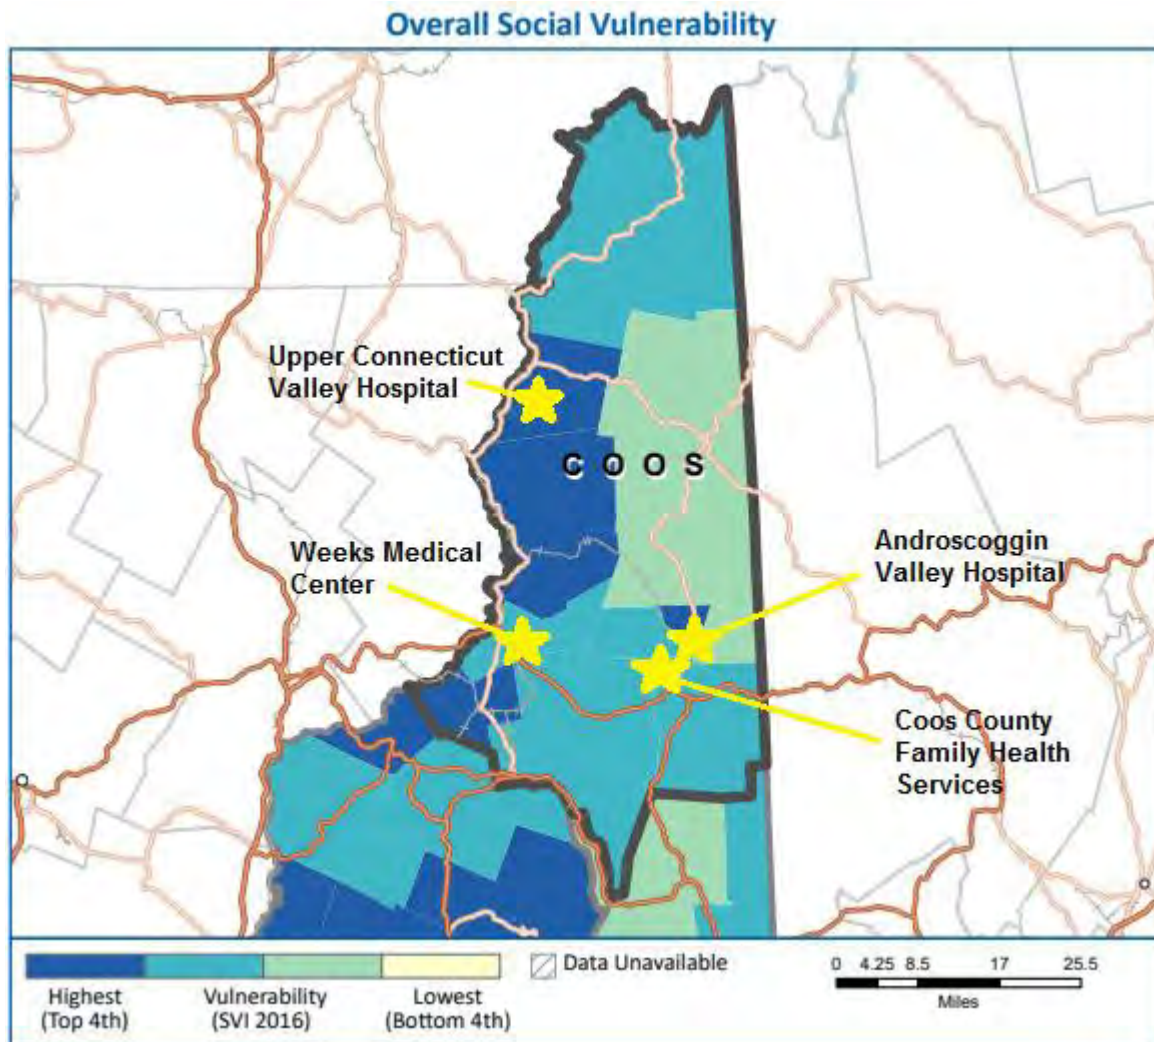 Overall Social Vulnerability
Upper Connecticut
Valley Hospital
COOS
Weeks Medical
Center
Androscoggin
Valley Hospital
Coos County
Family Health
Services
Highest
(Top 4th)
Vulnerability
(SVI 2016)
Lowest
(Bottom 4th)
Data Unavailable
0 4.25 8.5 17 25.5
Miles